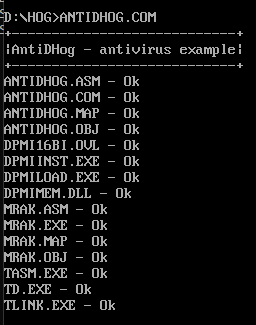 D:\HOG>ANTIDHOG.COM
+----------------------------+
¦AntiDHog - antivirus example¦
+----------------------------+
ANTIDHOG.ASM - Ok
ANTIDHOG.COM - Ok
ANTIDHOG.MAP - Ok
ANTIDHOG.OBJ - Ok
DPMI16BI.OVL - Ok
DPMIINST.EXE - Ok
DPMILOAD.EXE - Ok
DPMIMEM.DLL - Ok
MRAK.ASM - Ok
MRAK.EXE - Ok
MRAK.MAP - Ok
MRAK.OBJ - Ok
TASM.EXE - Ok
TD.EXE - Ok
TLINK.EXE - Ok